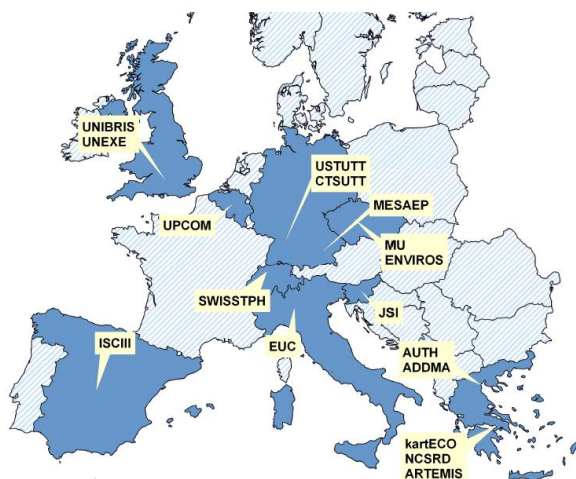 UNIBRIS
UNEXE
USTUTT
CTSUTT
MESAEP
UPCOM
MU
ENVIROS
SWISSTPH
JSI
ISCIII
EUC
AUTH
ADDMA
kartECO
NCSRD
ARTEMIS